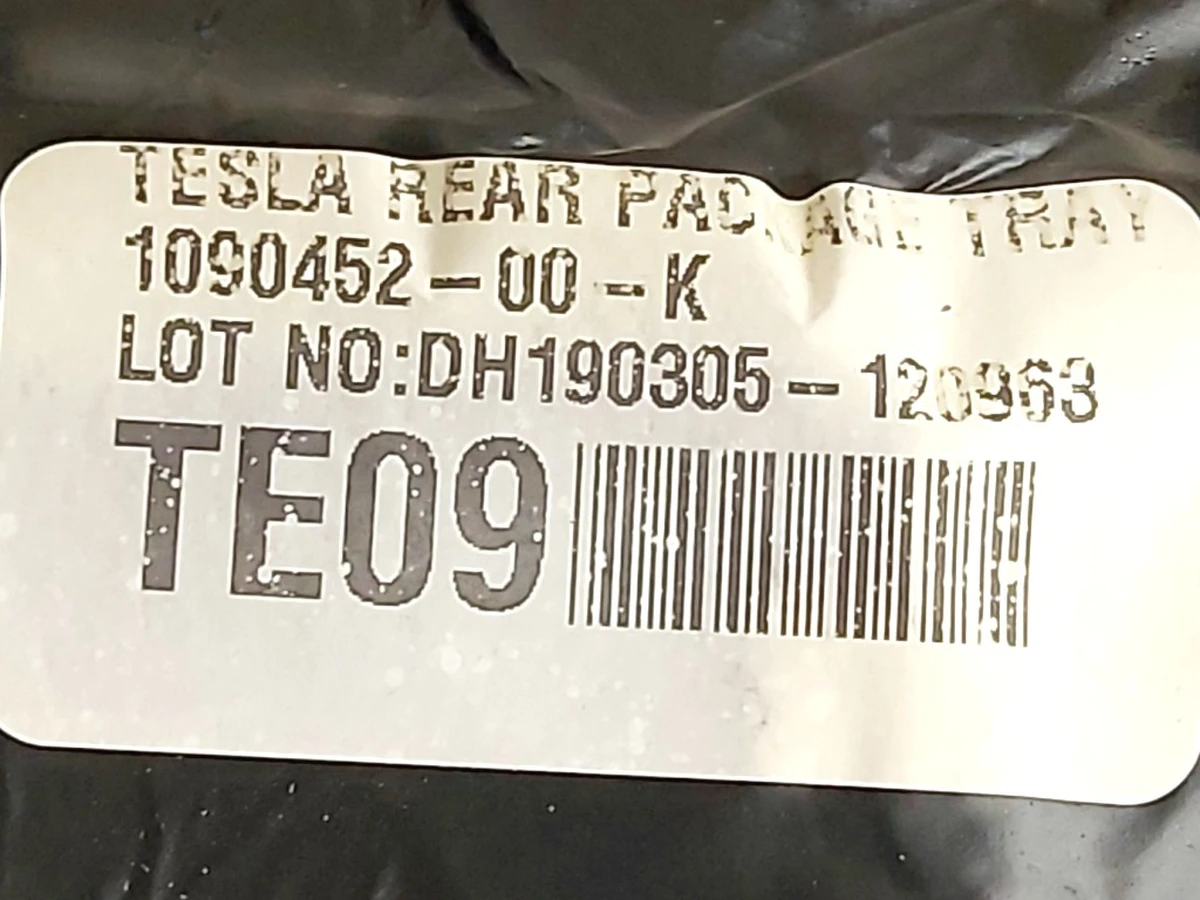 TESLA REAR PACKAGE TRAY
1090452-00-K
LOT NO:DH190305-120963
TE09